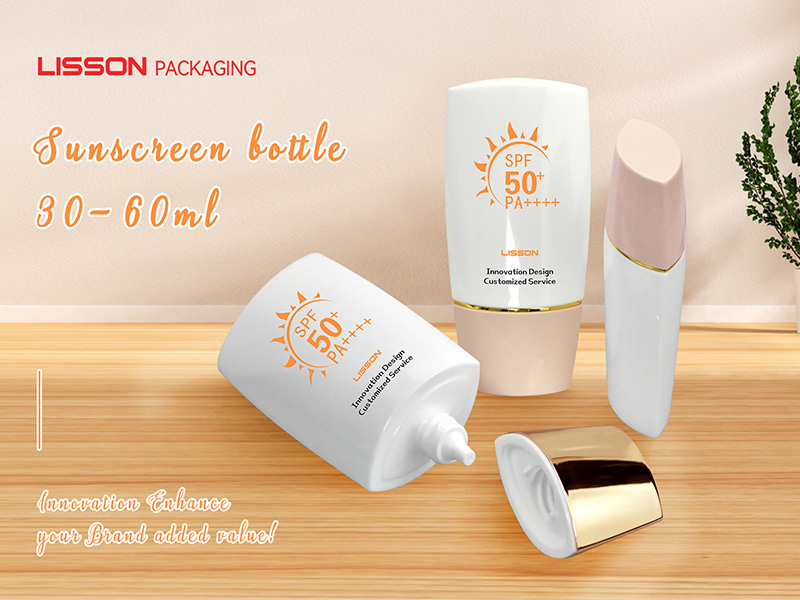 LISSON PACKAGING
Sunscreen bottle
30-60ml
SPF
50+
PA++++
LISSON
Innovation Design
Customized Service
SPF
50+
PA++++
LISSON
Innovation Design
Customized Service
Innovation Enhance
your Brand added value!